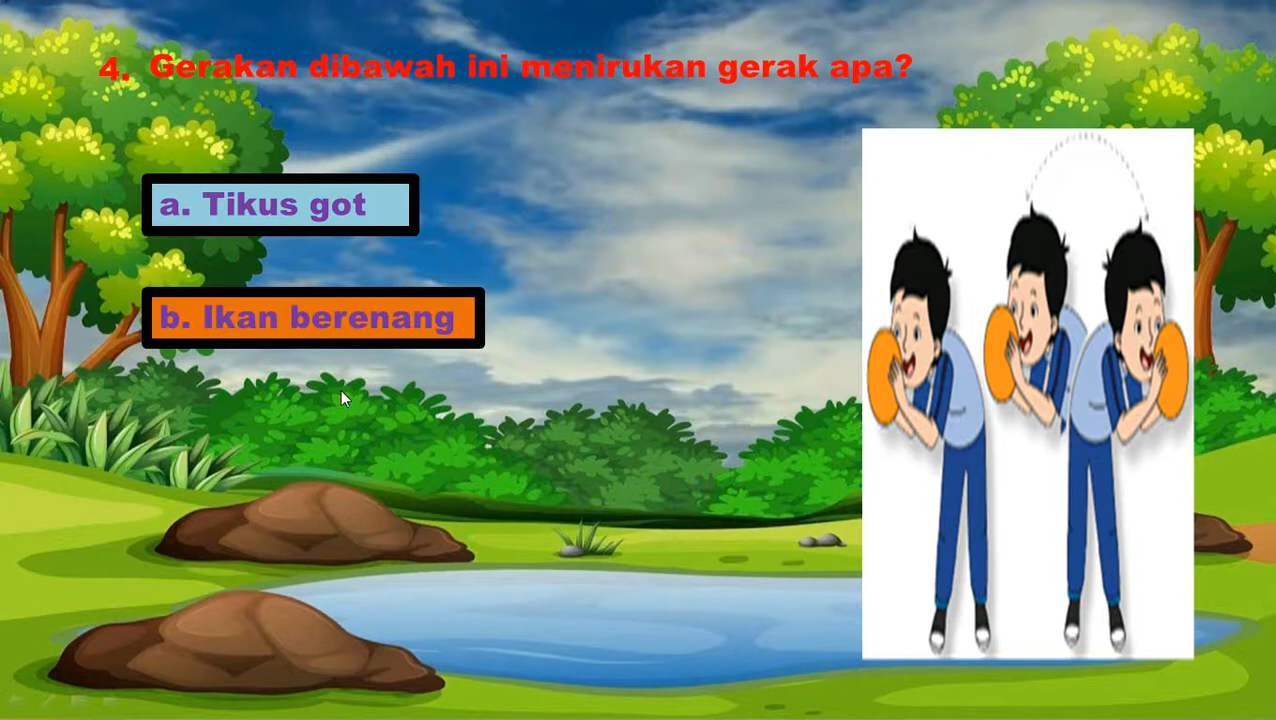 4. Gerakan dibawah ini menirukan gerak apa?
a. Tikus got
b. Ikan berenang